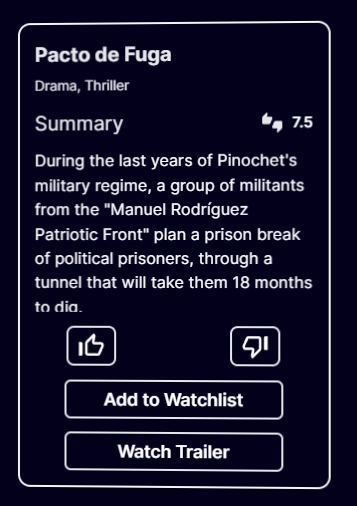 Pacto de Fuga
Drama, Thriller
Summary 7.5
During the last years of Pinochet's
military regime, a group of militants
from the "Manuel Rodríguez
Patriotic Front" plan a prison break
of political prisoners, through a
tunnel that will take them 18 months
to dig.
Add to Watchlist
Watch Trailer